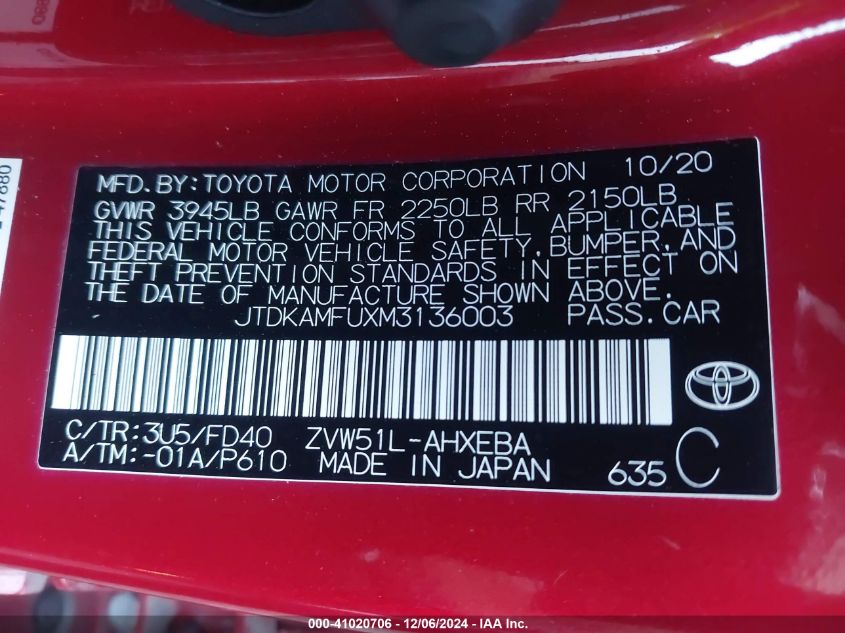 MFD. BY: TOYOTA MOTOR CORPORATION 10/20
GVWR 3945LB GAWR FR 2250LB RR 2150LB
THIS VEHICLE CONFORMS TO ALL APPLICABLE
FEDERAL MOTOR VEHICLE SAFETY, BUMPER, AND
THEFT PREVENTION STANDARDS IN EFFECT ON
THE DATE OF MANUFACTURE SHOWN ABOVE.
JTDKAMFUXM3136003 PASS. CAR
C/TR: 3U5/FD40 ZVW51L-AHXEBA
A/TM: -01A/P610 MADE IN JAPAN 635 C
000-41020706 - 12/06/2024 - IAA, Inc.